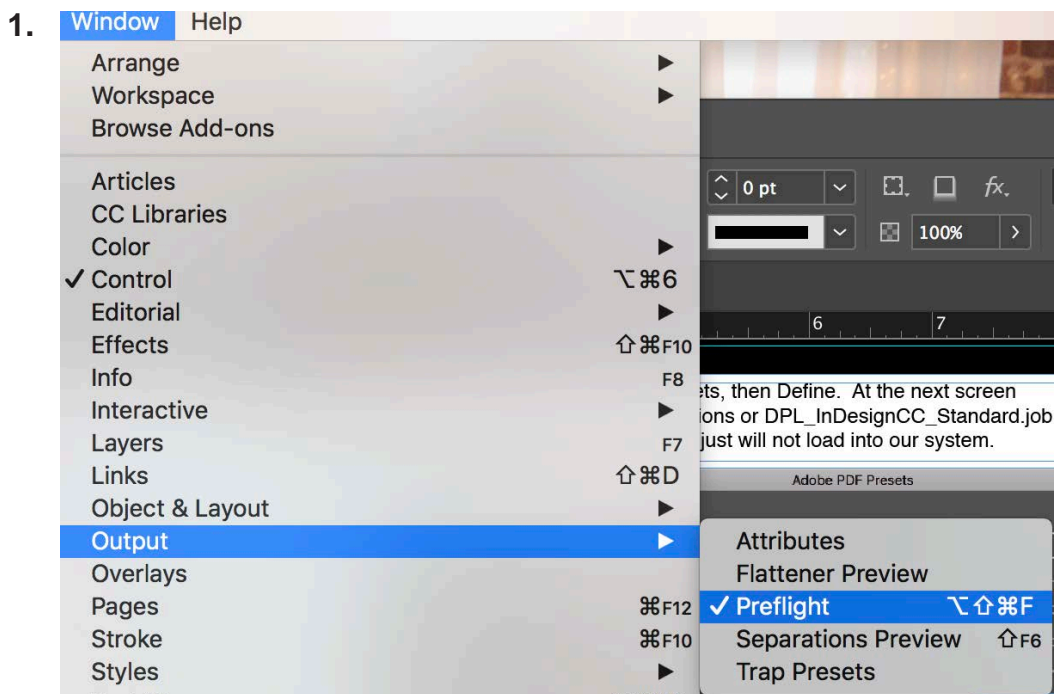 1.
Window Help
Arrange ▶
Workspace ▶
Browse Add-ons
Articles
CC Libraries
Color ▶
✓ Control ⌥⌘6
Editorial ▶
Effects ⇧⌘F10
Info F8
Interactive ▶
Layers F7
Links ⇧⌘D
Object & Layout ▶
Output ▶
Overlays
Pages ⌘F12
Stroke ⌘F10
Styles ▶
0 pt
fx.
100%
6 7
then Define. At the next screen
or DPL_InDesignCC_Standard.job
just will not load into our system.
Adobe PDF Presets
Attributes
Flattener Preview
✓ Preflight ⌥⇧⌘F
Separations Preview ⇧F6
Trap Presets